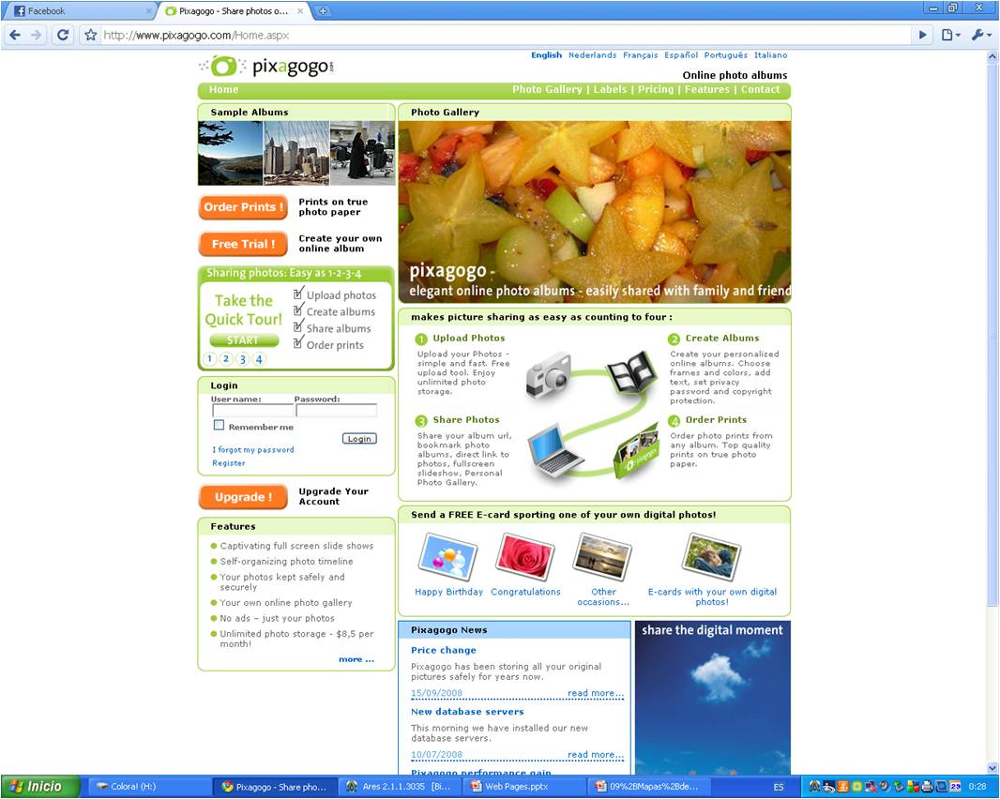 Facebook
Pixagogo - Share photos o...
http://www.pixagogo.com/Home.aspx
pixagogo.com
English Nederlands Français Español Português Italiano
Online photo albums
Home
Photo Gallery | Labels | Pricing | Features | Contact
Sample Albums
Order Prints !
Prints on true
photo paper
Free Trial !
Create your own
online album
Sharing photos: Easy as 1-2-3-4
Take the
Quick Tour!
START
1 2 3 4
Upload photos
Create albums
Share albums
Order prints
Login
User name: Password:
Remember me
Login
I forgot my password
Register
Upgrade !
Upgrade Your
Account
Features
Captivating full screen slide shows
Self-organizing photo timeline
Your photos kept safely and
securely
Your own online photo gallery
No ads – just your photos
Unlimited photo storage - $8,5 per
month!
more ...
Photo Gallery
pixagogo -
elegant online photo albums - easily shared with family and friend
makes picture sharing as easy as counting to four :
1 Upload Photos
Upload your Photos -
simple and fast. Free
upload tool. Enjoy
unlimited photo
storage.
2 Create Albums
Create your personalized
online albums. Choose
frames and colors, add
text, set privacy
password and copyright
protection.
3 Share Photos
Share your album url,
bookmark photo
albums, direct link to
photos, fullscreen
slideshow, Personal
Photo Gallery.
4 Order Prints
Order photo prints from
any album. Top quality
prints on true photo
paper.
pixagogo
Send a FREE E-card sporting one of your own digital photos!
Happy Birthday
Congratulations
Other
occasions...
E-cards with your own digital
photos!
Pixagogo News
Price change
Pixagogo has been storing all your original
pictures safely for years now.
15/09/2008 read more...
New database servers
This morning we have installed our new
database servers.
10/07/2008 read more...
Pixagogo performance gain
share the digital moment
Inicio
Colora! (H:)
Pixagogo - Share pho...
Ares 2.1.1.3035 [Bi...
Web Pages.pptx
09%2BMapas%2Bde...
ES
29
0:28